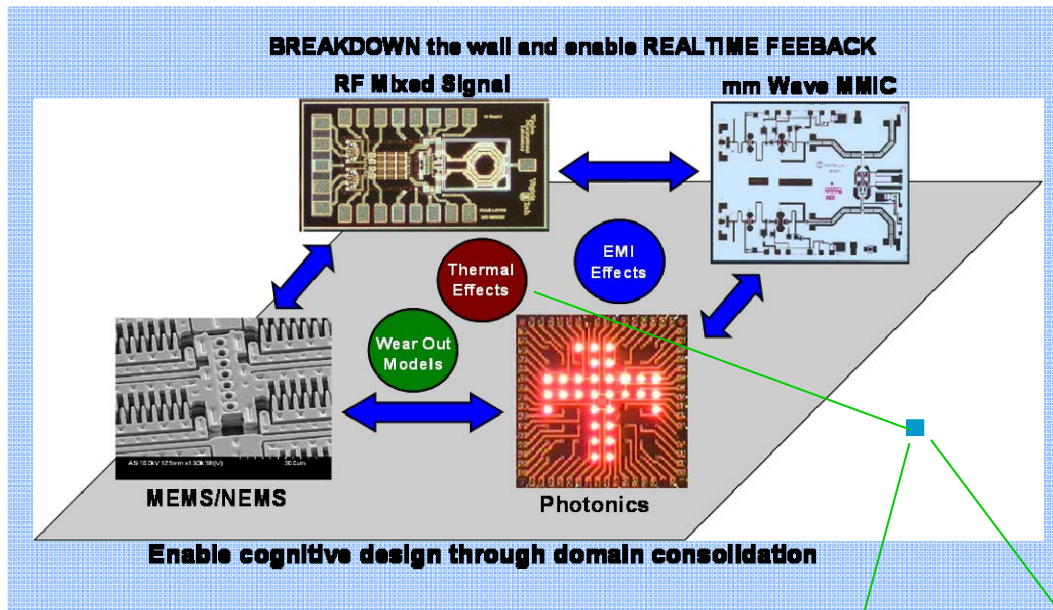 BREAKDOWN the wall and enable REALTIME FEEBACK
RF Mixed Signal
mm Wave MMIC
Thermal
Effects
EMI
Effects
Wear Out
Models
MEMS/NEMS
Photonics
Enable cognitive design through domain consolidation